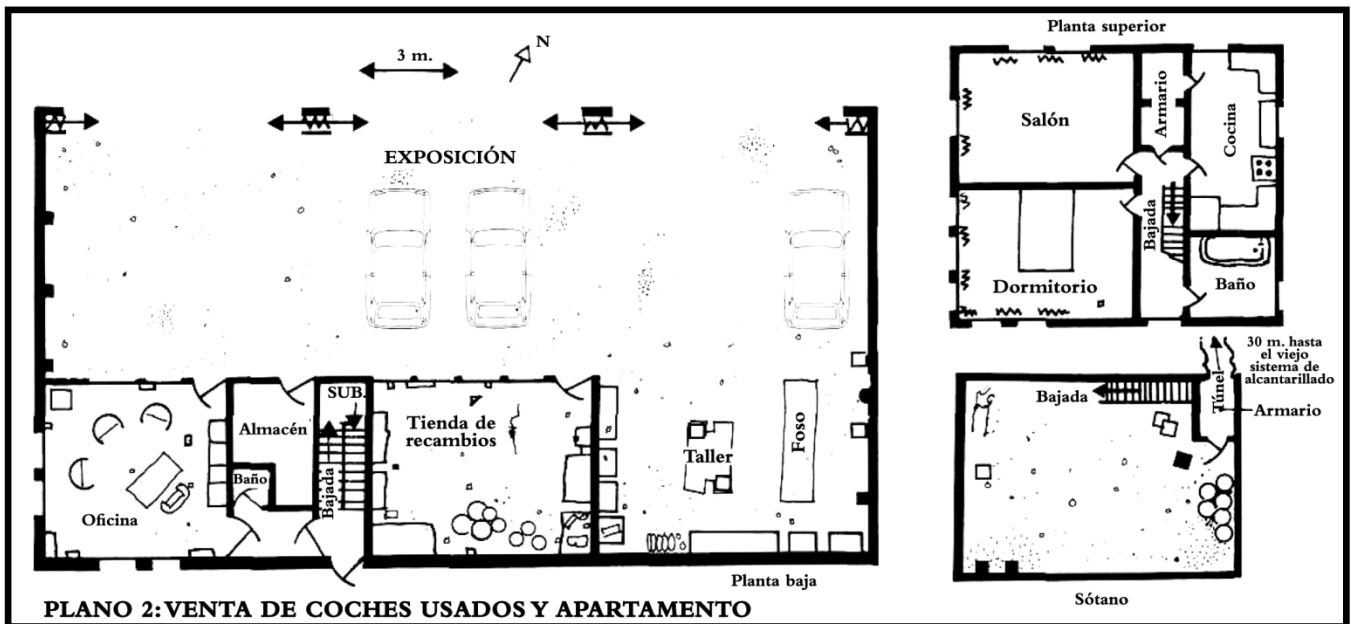 N
3 m.
EXPOSICIÓN
SUB.
Almacén
Tienda de
recambios
Baño
Bajada
Oficina
Taller
Foso
Planta baja
PLANO 2: VENTA DE COCHES USADOS Y APARTAMENTO
Planta superior
Salón
Armario
Cocina
Bajada
Dormitorio
Baño
30 m. hasta
el viejo
sistema de
alcantarillado
Bajada
Túnel
Armario
Sótano